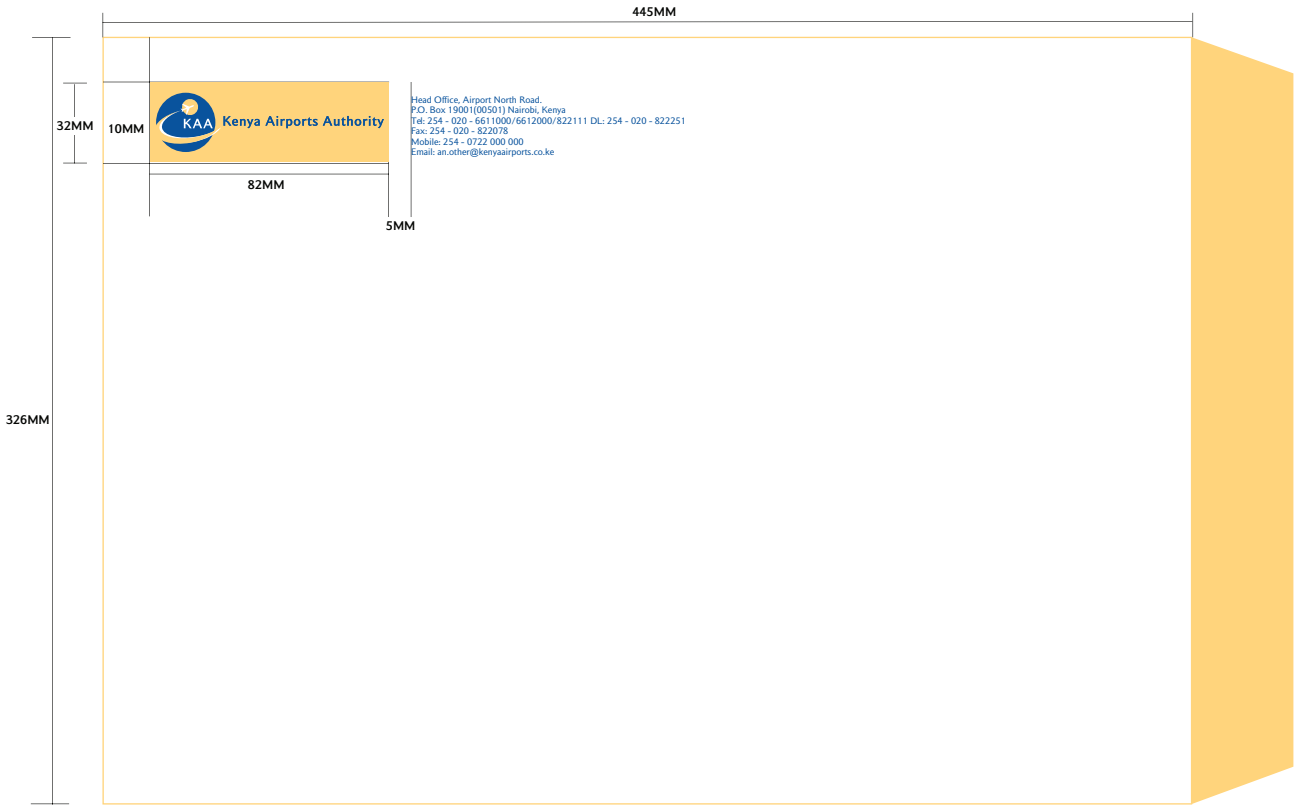 445MM
Head Office, Airport North Road.
P.O. Box 19001(00501) Nairobi, Kenya
Tel: 254 - 020 - 6611000/6612000/822111 DL: 254 - 020 - 822251
Fax: 254 - 020 - 822078
Mobile: 254 - 0722 000 000
Email: an.other@kenyaairports.co.ke
32MM
10MM
KAA
Kenya Airports Authority
82MM
5MM
326MM